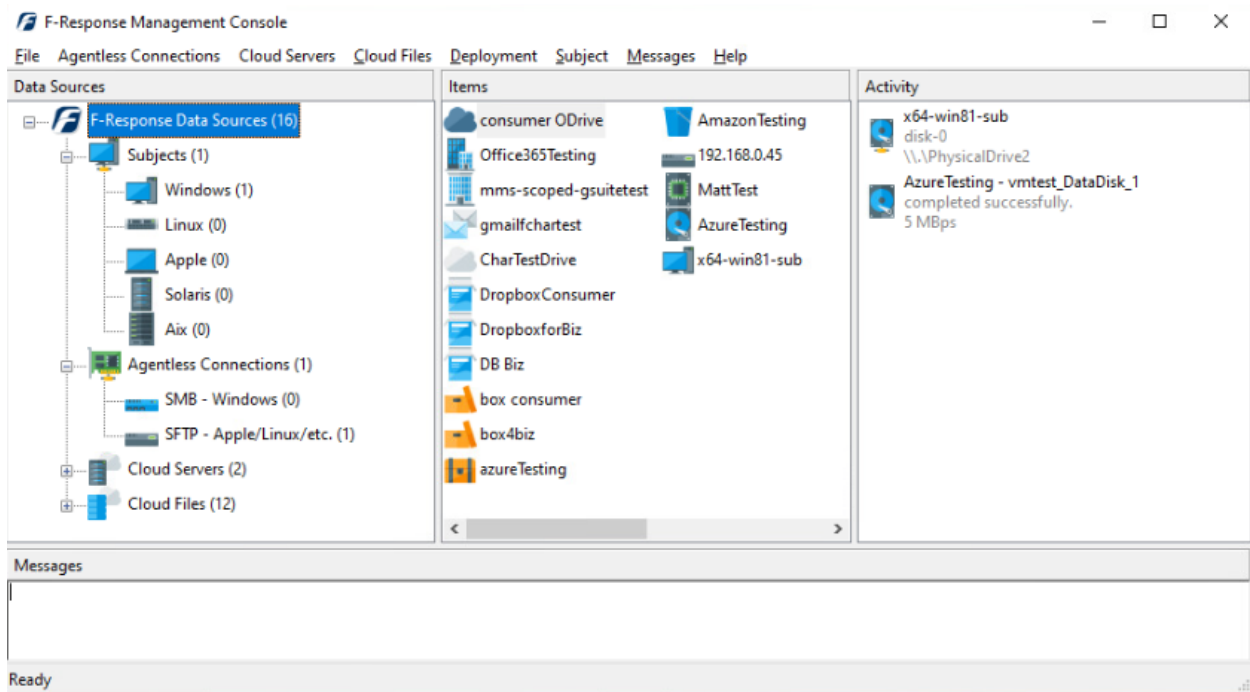 F-Response Management Console
File Agentless Connections Cloud Servers Cloud Files Deployment Subject Messages Help
Data Sources
F-Response Data Sources (16)
Subjects (1)
Windows (1)
Linux (0)
Apple (0)
Solaris (0)
Aix (0)
Agentless Connections (1)
SMB - Windows (0)
SFTP - Apple/Linux/etc. (1)
Cloud Servers (2)
Cloud Files (12)
Items
consumer ODrive
Office365Testing
mms-scoped-gsuitetest
gmailfchartest
CharTestDrive
DropboxConsumer
DropboxforBiz
DB Biz
box consumer
box4biz
azureTesting
AmazonTesting
192.168.0.45
MattTest
AzureTesting
x64-win81-sub
Activity
x64-win81-sub
disk-0
\\.\PhysicalDrive2
AzureTesting - vmtest_DataDisk_1
completed successfully.
5 MBps
Messages
Ready